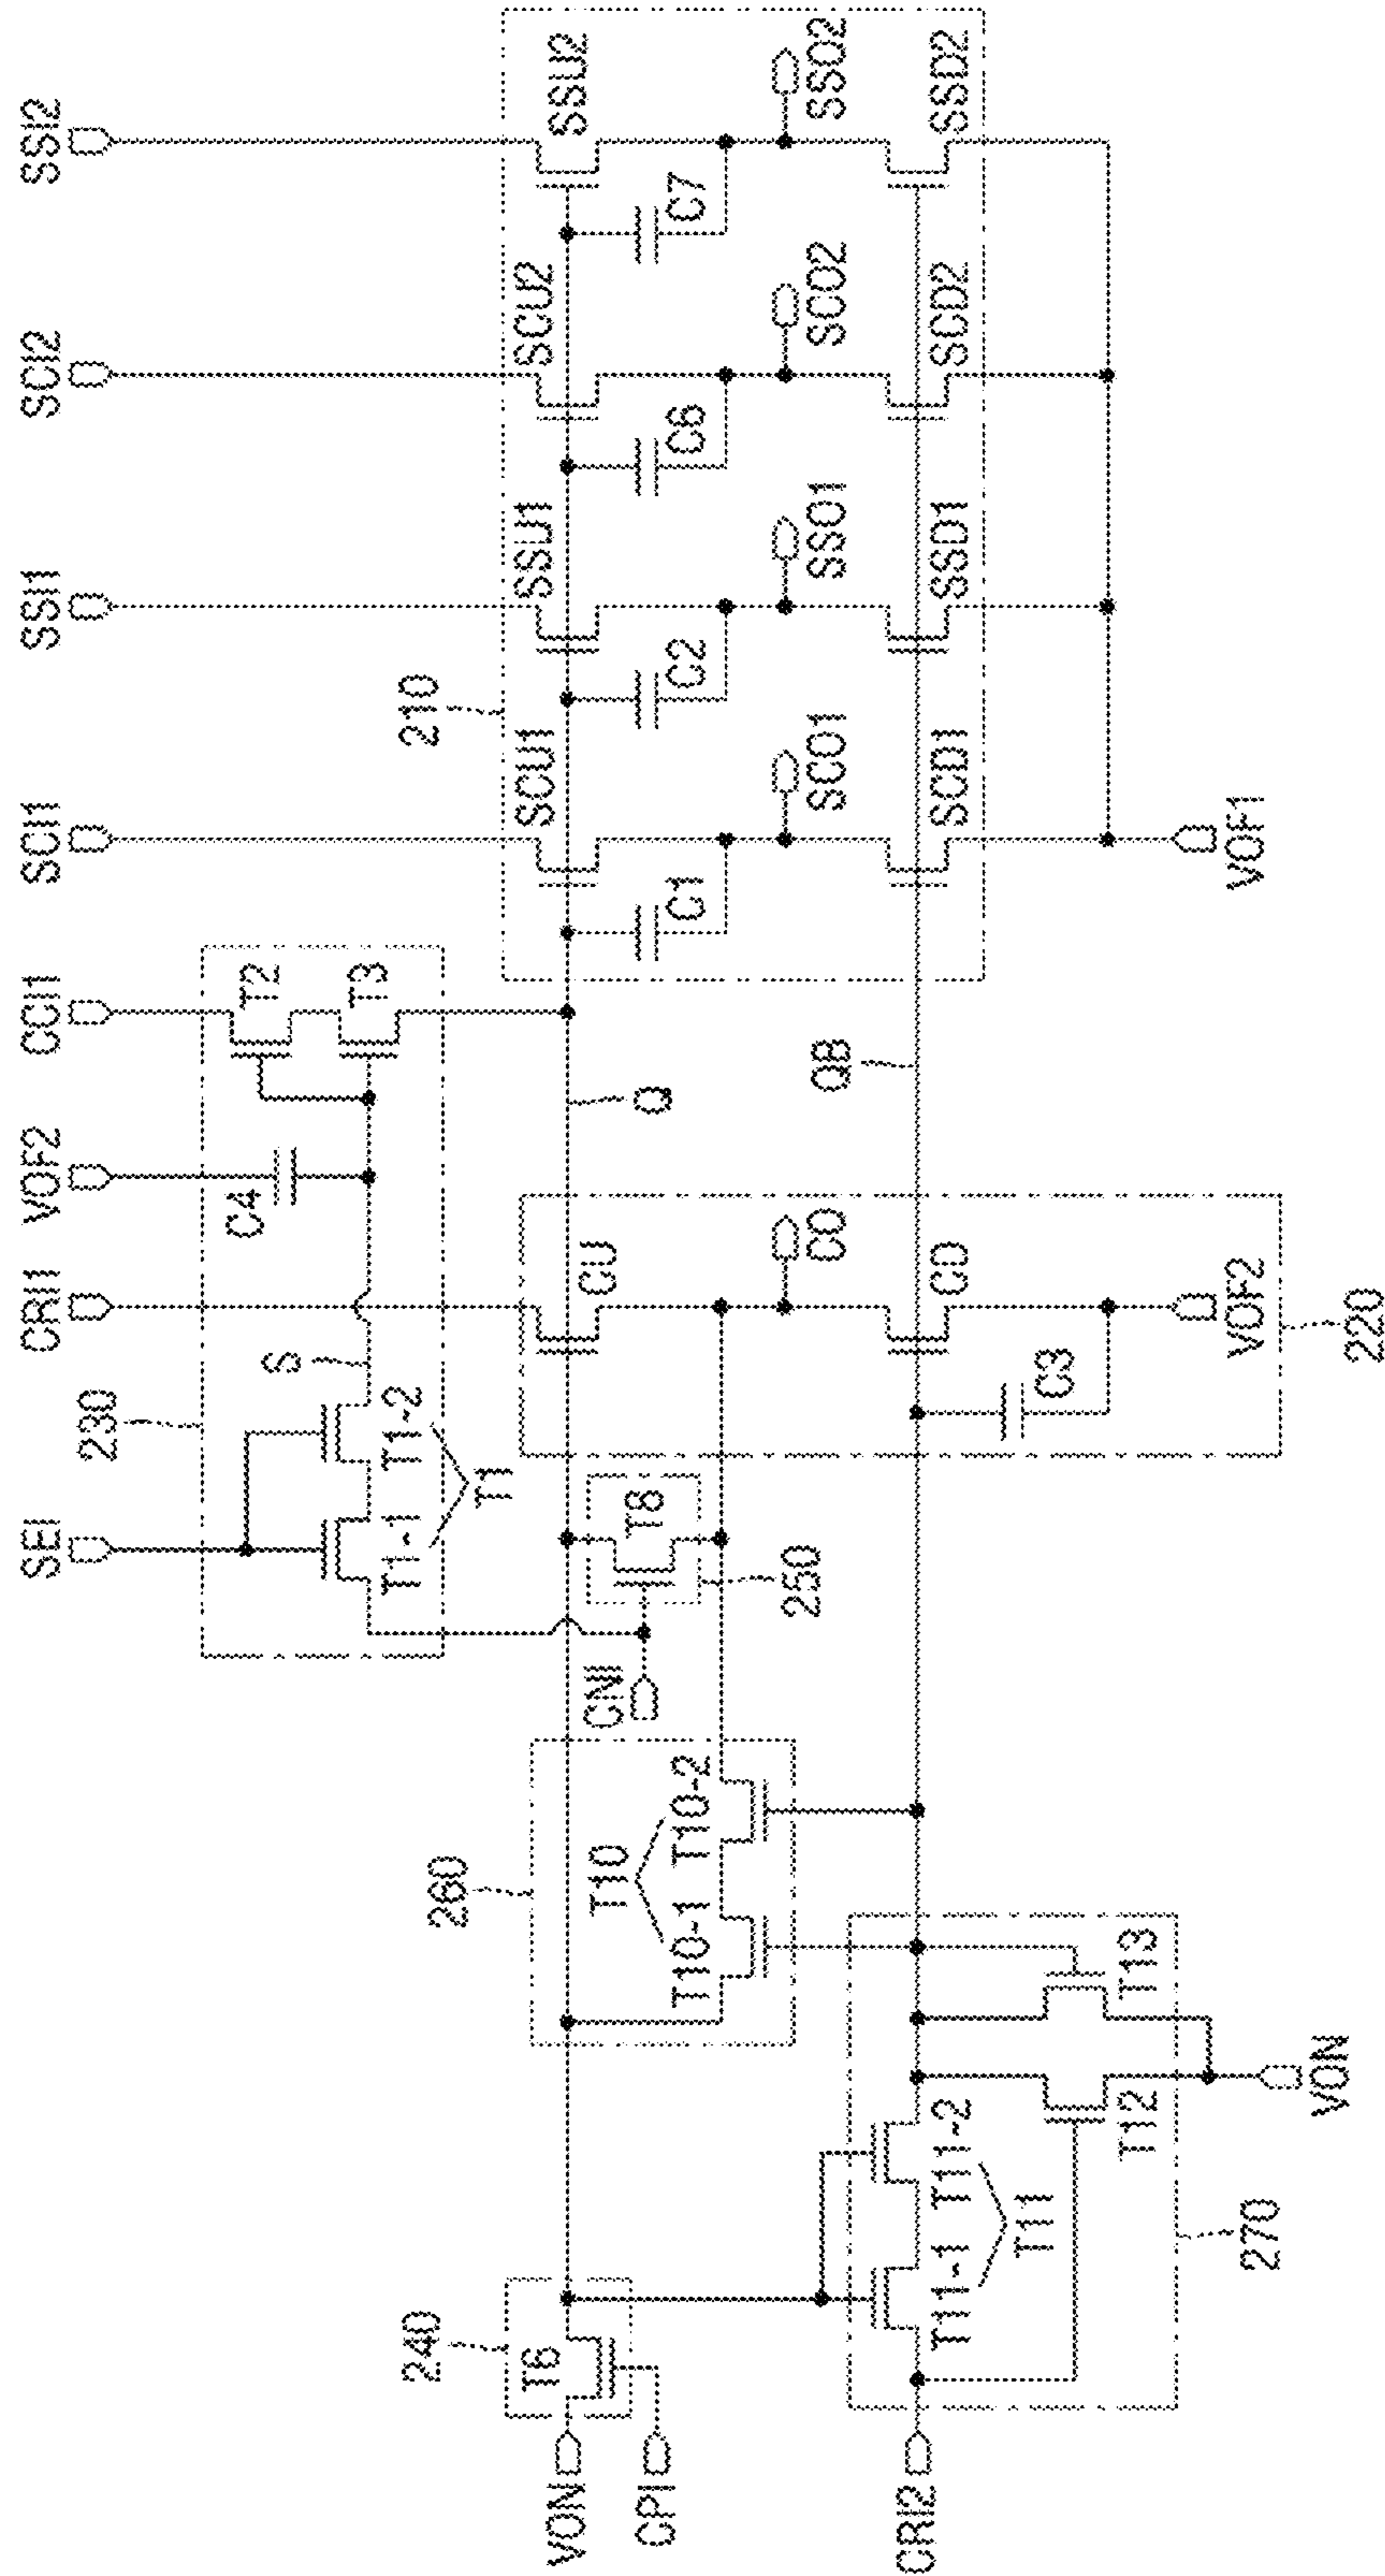 SEI
CRI1
VOF2
CCI1
SCI1
SSI1
SCI2
SSI2
230
S
C4
T2
T3
T1-1
T1-2
T1
210
SCU1
SSU1
SCU2
SSU2
240
T6
VON
CPI
260
T10
T10-1
T10-2
CNI
T8
250
CU
Q
C1
C2
C6
C7
CO
QB
SCO1
SSO1
SCO2
SSO2
CRI2
T11-1
T11-2
T11
T12
T13
CD
C3
SCD1
SSD1
SCD2
SSD2
270
VON
VOF2
220
VOF1